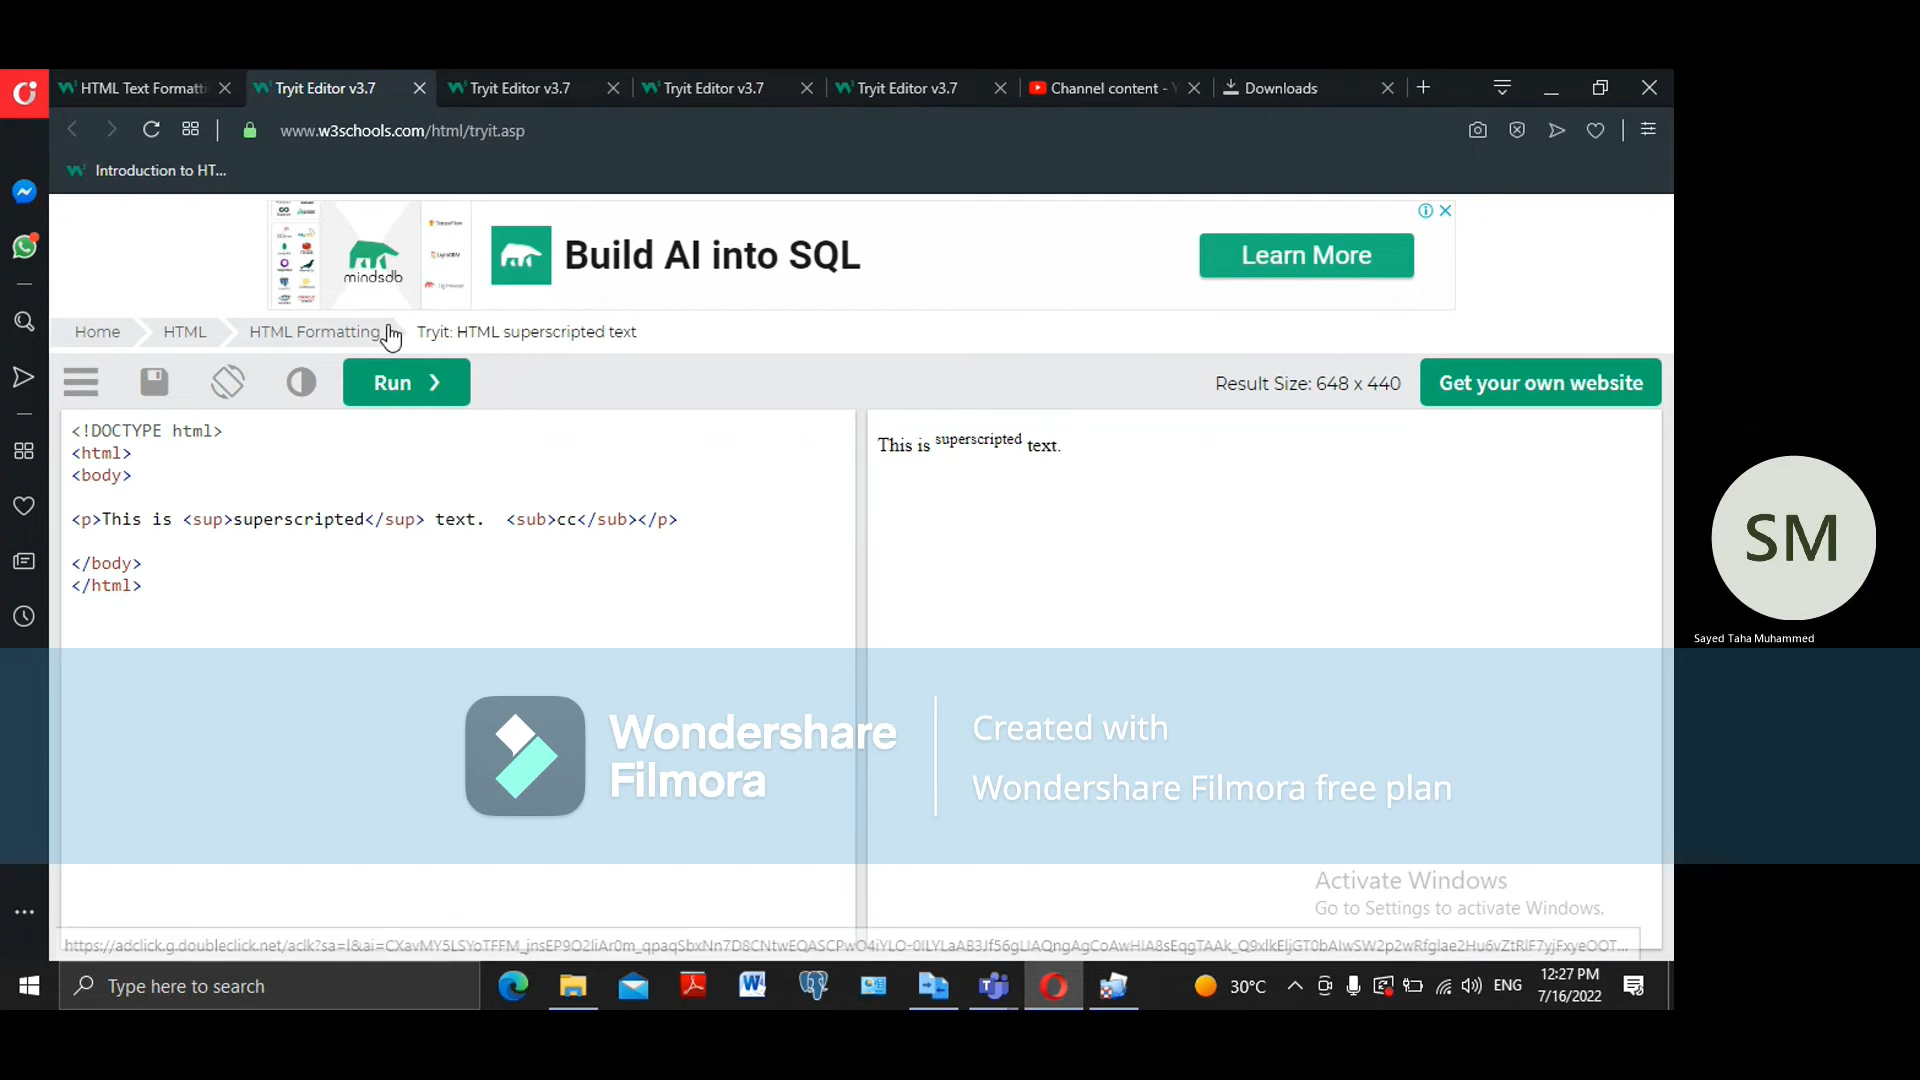 HTML Text Formatti
Tryit Editor v3.7
Tryit Editor v3.7
Tryit Editor v3.7
Tryit Editor v3.7
Channel content - Y
Downloads
www.w3schools.com/html/tryit.asp
Introduction to HT...
mindsdb
Build AI into SQL
Learn More
Home
HTML
HTML Formatting
Tryit: HTML superscripted text
Run ❯
Result Size: 648 x 440
Get your own website
<!DOCTYPE html>
<html>
<body>
<p>This is <sup>superscripted</sup> text.  <sub>cc</sub></p>
</body>
</html>
This is superscripted text.
SM
Sayed Taha Muhammed
Wondershare
Filmora
Created with
Wondershare Filmora free plan
Activate Windows
Go to Settings to activate Windows.
Type here to search
30°C
ENG
12:27 PM
7/16/2022